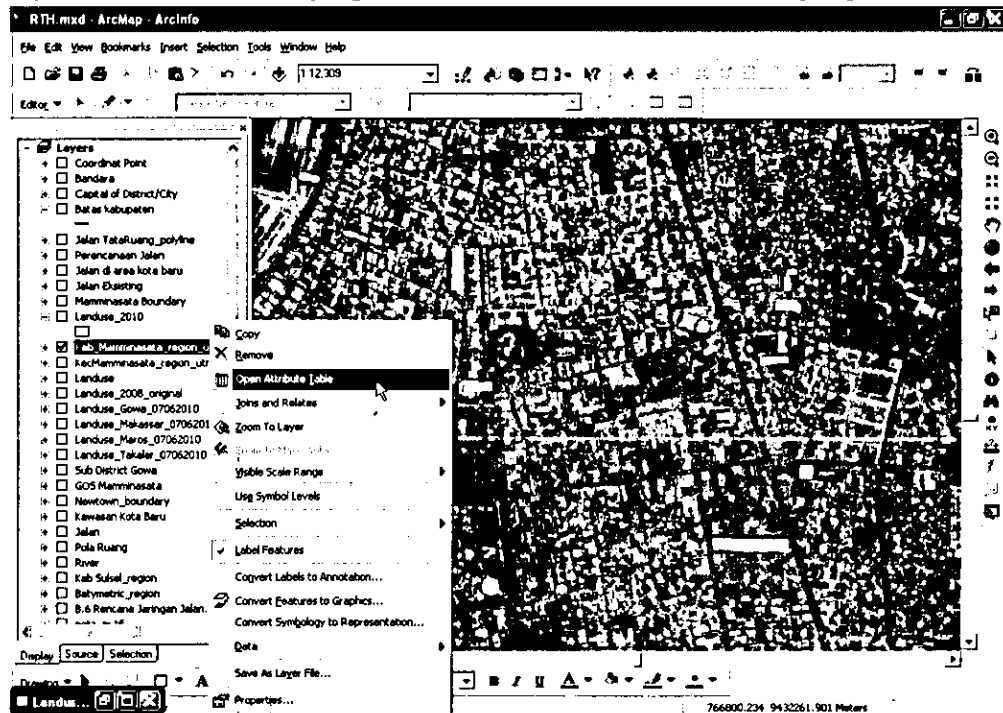 RTH.mxd - ArcMap - ArcInfo
File Edit View Bookmarks Insert Selection Tools Window Help
1:12,309
Editor
Layers
Coordinat Point
Bandara
Capital of District/City
Batas kabupaten
Jalan TataRuang_polyline
Perencanaan Jalan
Jalan di area kota baru
Jalan Eksisting
Mamminasata Boundary
Landuse_2010
Kab_Mamminasata_region_u
KecMamminasata_region_utr
Landuse
Landuse_2008_original
Landuse_Gowa_07062010
Landuse_Makassar_0706201
Landuse_Maros_07062010
Landuse_Takalar_07062010
Sub District Gowa
GOS Mamminasata
Newtown_boundary
Kawasan Kota Baru
Jalan
Pola Ruang
River
Kab Sulsel_region
Batymetric_region
B.6 Rencana Jaringan Jalan.
Copy
Remove
Open Attribute Table
Joins and Relates
Zoom To Layer
Visible Scale Range
Use Symbol Levels
Selection
Label Features
Convert Labels to Annotation...
Convert Features to Graphics...
Convert Symbology to Representation...
Data
Save As Layer File...
Properties...
Display Source Selection
Drawing A B I U A
Landus...
766800.234 9432261.901 Meters